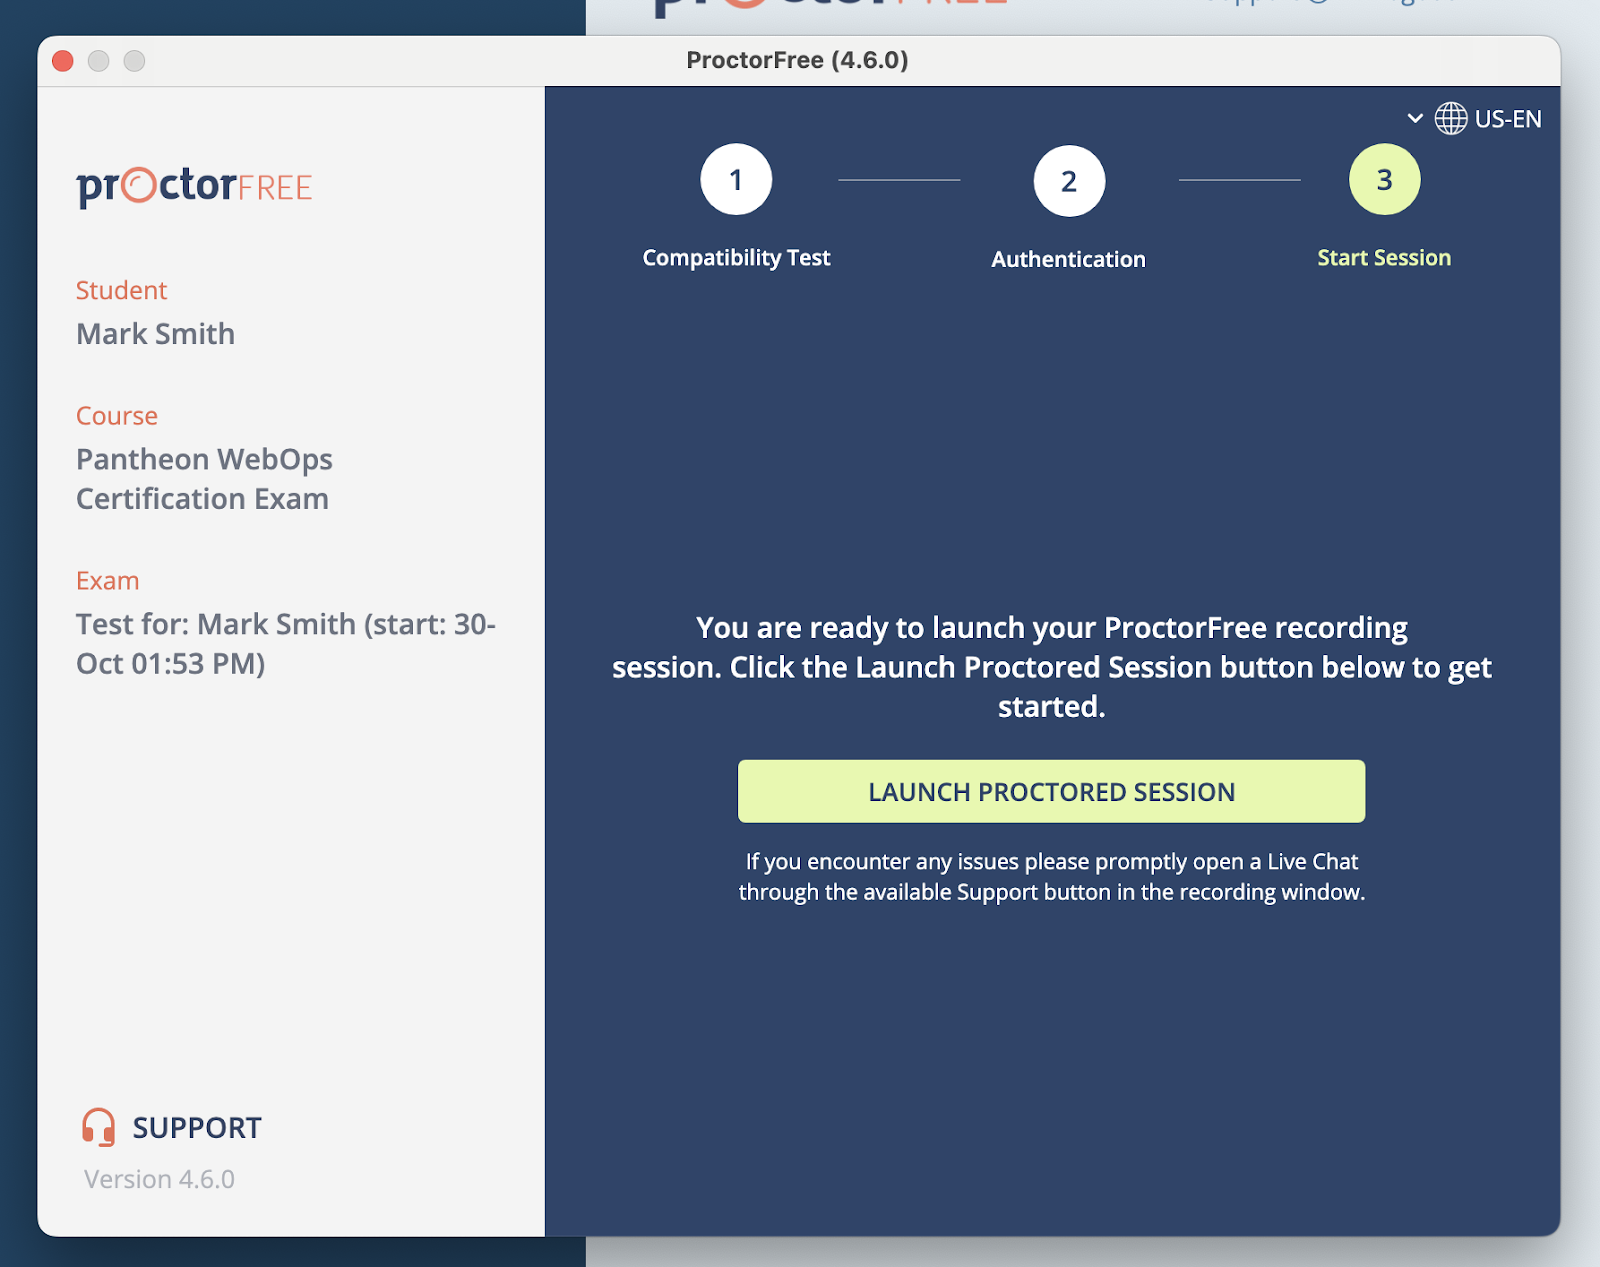 ProctorFree (4.6.0)
US-EN
proctorFREE
1
2
3
Compatibility Test
Authentication
Start Session
Student
Mark Smith
Course
Pantheon WebOps
Certification Exam
Exam
Test for: Mark Smith (start: 30-
Oct 01:53 PM)
You are ready to launch your ProctorFree recording
session. Click the Launch Proctored Session button below to get
started.
LAUNCH PROCTORED SESSION
If you encounter any issues please promptly open a Live Chat
through the available Support button in the recording window.
SUPPORT
Version 4.6.0